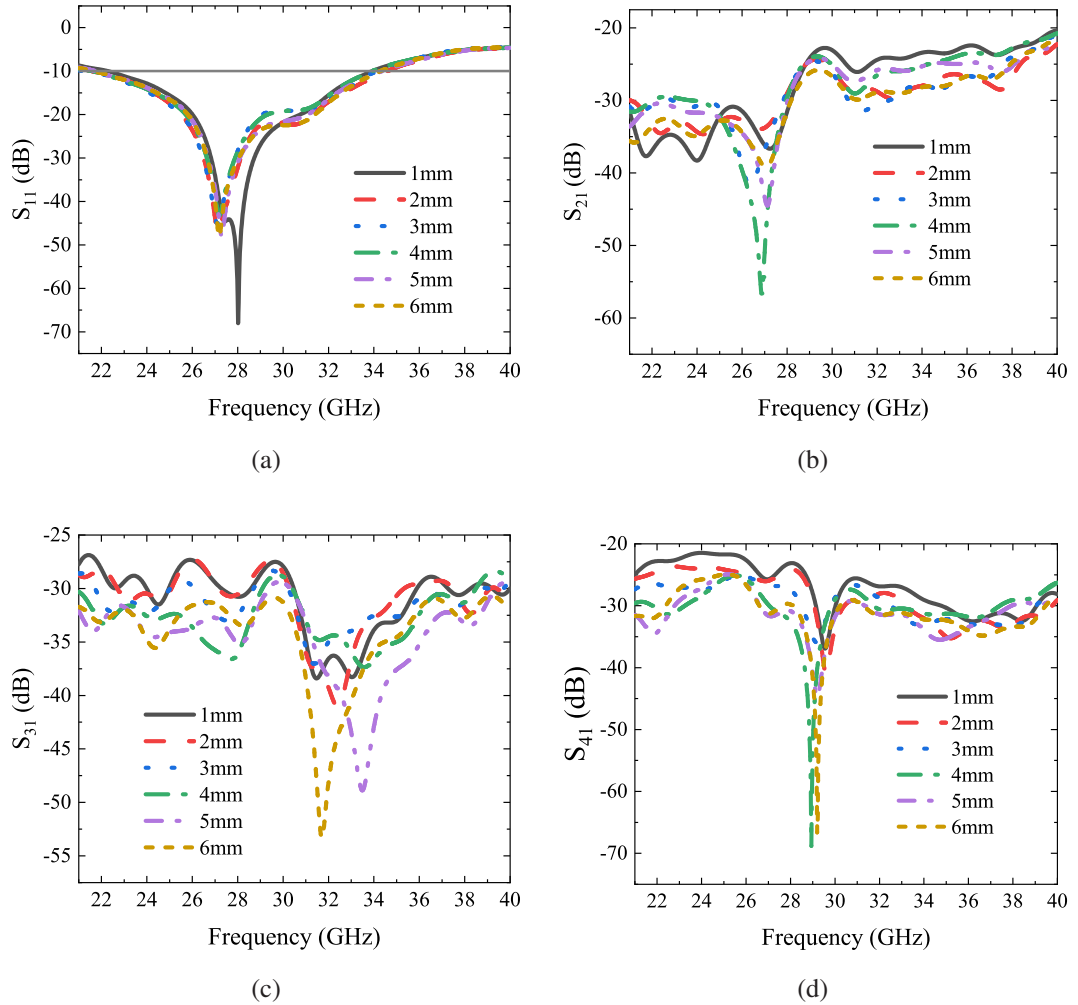 0
-10
-20
-30
-40
-50
-60
-70
S11 (dB)
1mm
2mm
3mm
4mm
5mm
6mm
22 24 26 28 30 32 34 36 38 40
Frequency (GHz)
(a)
-20
-30
-40
-50
-60
S21 (dB)
1mm
2mm
3mm
4mm
5mm
6mm
22 24 26 28 30 32 34 36 38 40
Frequency (GHz)
(b)
-25
-30
-35
-40
-45
-50
-55
S31 (dB)
1mm
2mm
3mm
4mm
5mm
6mm
22 24 26 28 30 32 34 36 38 40
Frequency (GHz)
(c)
-20
-30
-40
-50
-60
-70
S41 (dB)
1mm
2mm
3mm
4mm
5mm
6mm
22 24 26 28 30 32 34 36 38 40
Frequency (GHz)
(d)